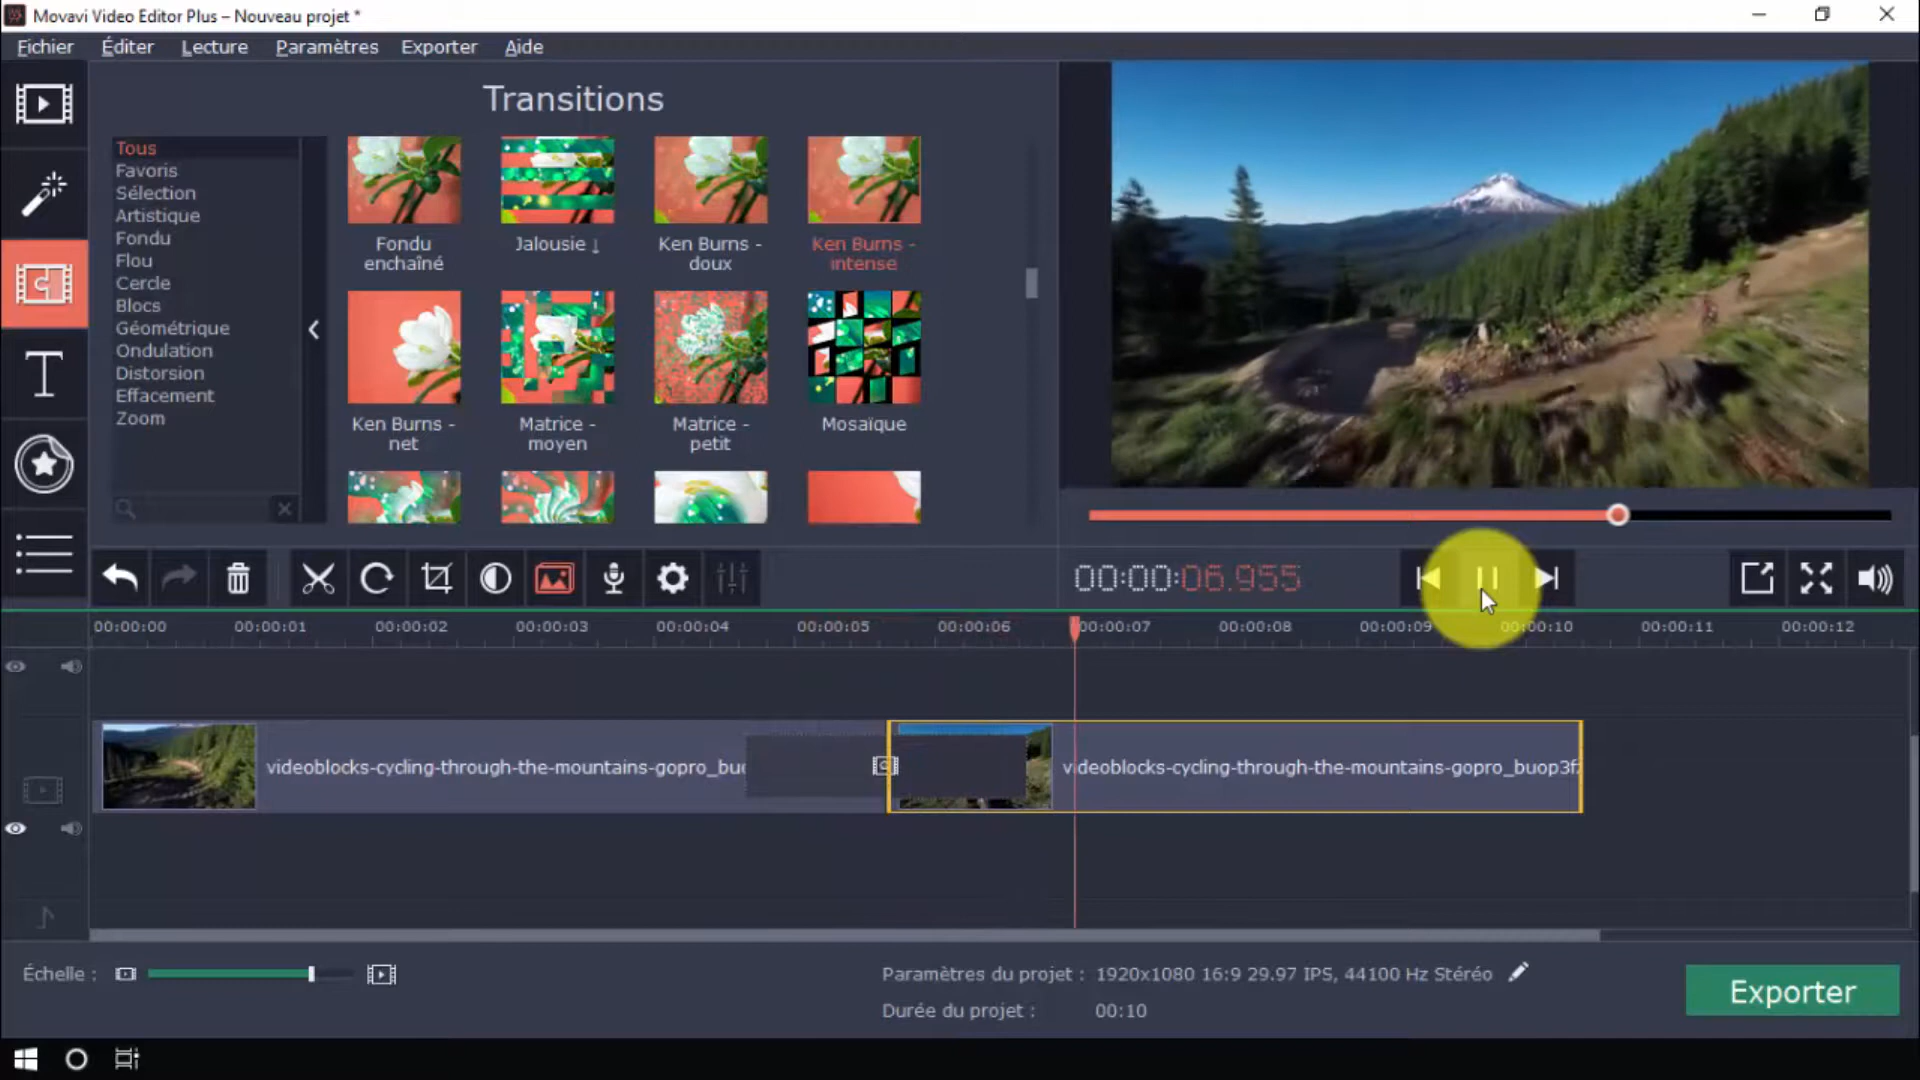 Movavi Video Editor Plus – Nouveau projet *
Fichier Éditer Lecture Paramètres Exporter Aide
Transitions
Tous
Favoris
Sélection
Artistique
Fondu
Flou
Cercle
Blocs
Géométrique
Ondulation
Distorsion
Effacement
Zoom
Fondu
enchaîné
Jalousie ↓
Ken Burns -
doux
Ken Burns -
intense
Ken Burns -
net
Matrice -
moyen
Matrice -
petit
Mosaïque
00:00:06.955
00:00:00 00:00:01 00:00:02 00:00:03 00:00:04 00:00:05 00:00:06 00:00:07 00:00:08 00:00:09 00:00:10 00:00:11 00:00:12
videoblocks-cycling-through-the-mountains-gopro_buo
videoblocks-cycling-through-the-mountains-gopro_buop3f
Échelle :
Paramètres du projet : 1920x1080 16:9 29.97 IPS, 44100 Hz Stéréo
Durée du projet : 00:10
Exporter